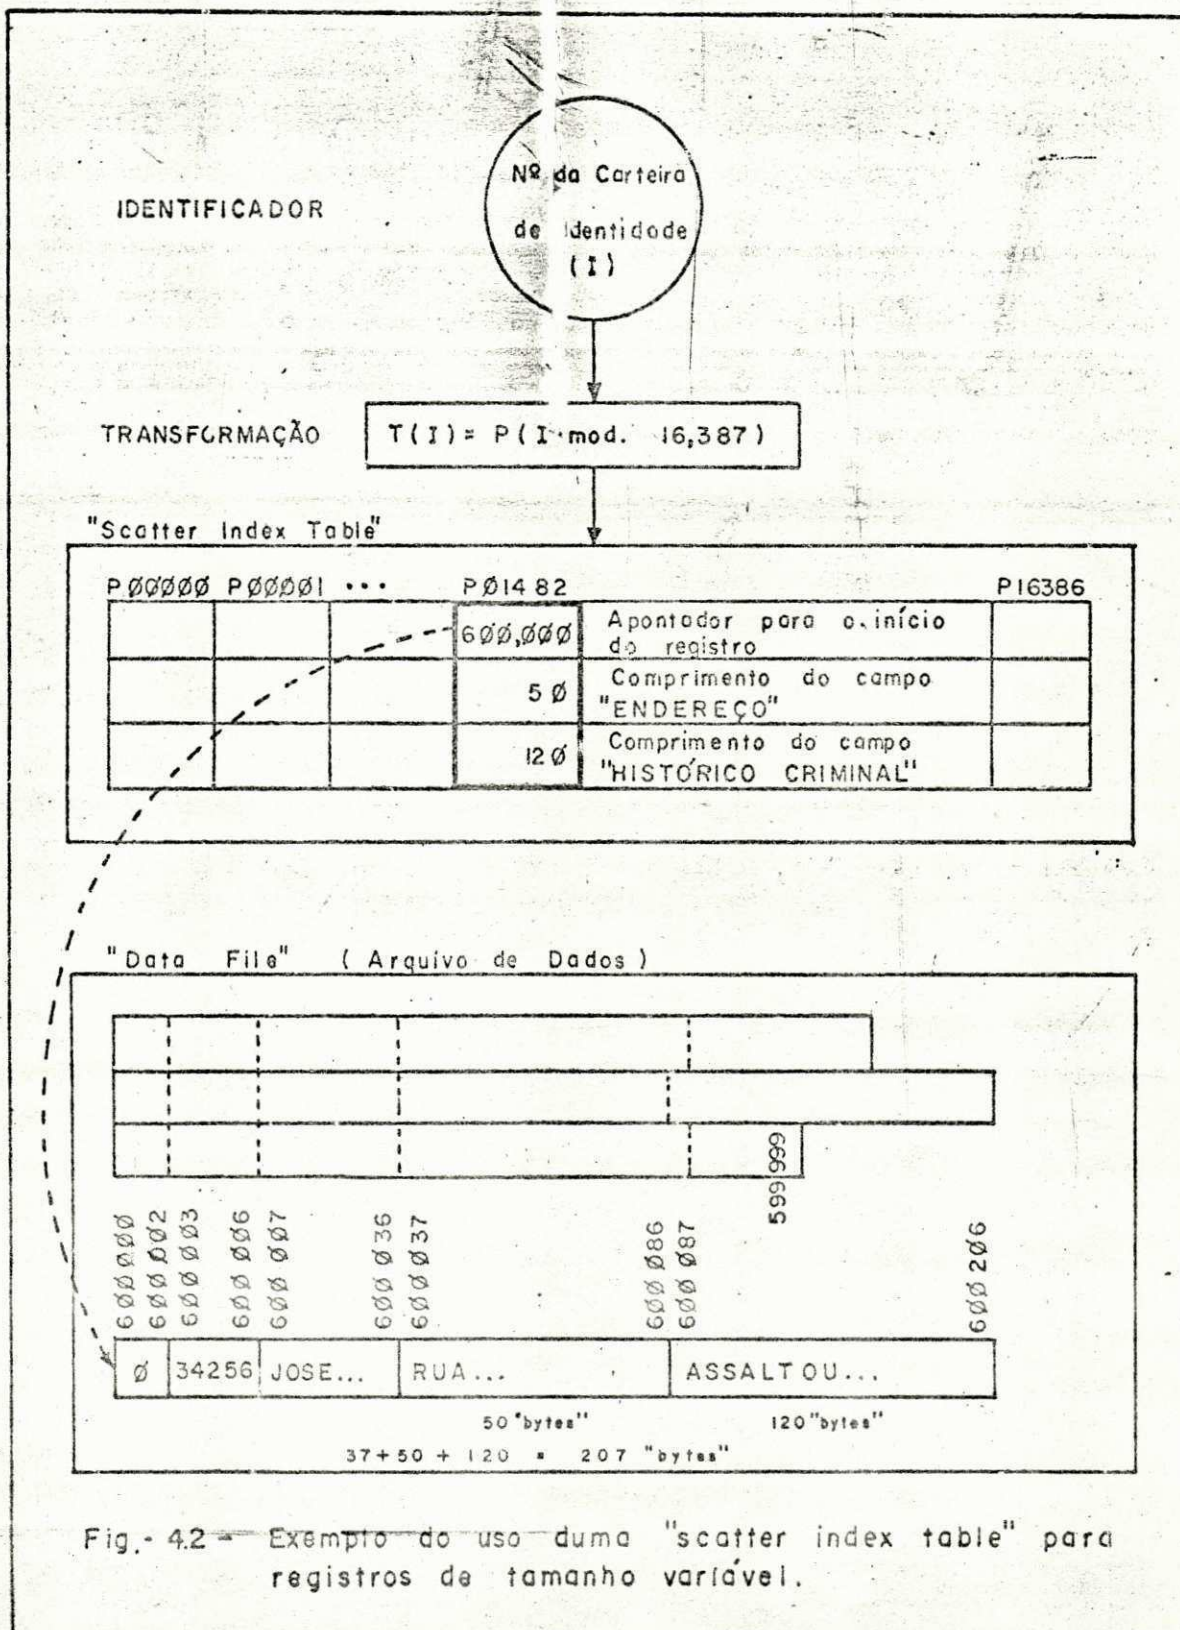 Nº da Carteira
IDENTIFICADOR
de Identidade
(I)
TRANSFORMAÇÃO
T(I)= P(I mod. 16,387)
"Scatter Index Table"
PØØØØØ PØØØØ1 ... PØ1482 P16386
6ØØ,ØØØ Apontador para o início
do registro
5Ø Comprimento do campo
"ENDEREÇO"
12Ø Comprimento do campo
"HISTÓRICO CRIMINAL"
"Data File" (Arquivo de Dados)
599 999
6ØØ ØØØ
6ØØ ØØ2
6ØØ ØØ3
6ØØ ØØ6
6ØØ ØØ7
6ØØ Ø36
6ØØ Ø37
6ØØ Ø86
6ØØ Ø87
6ØØ 2Ø6
Ø 34256 JOSE... RUA... ASSALTOU...
50 "bytes" 120 "bytes"
37+50+120 = 207 "bytes"
Fig.- 4.2 - Exemplo do uso duma "scatter index table" para
registros de tamanho variável.